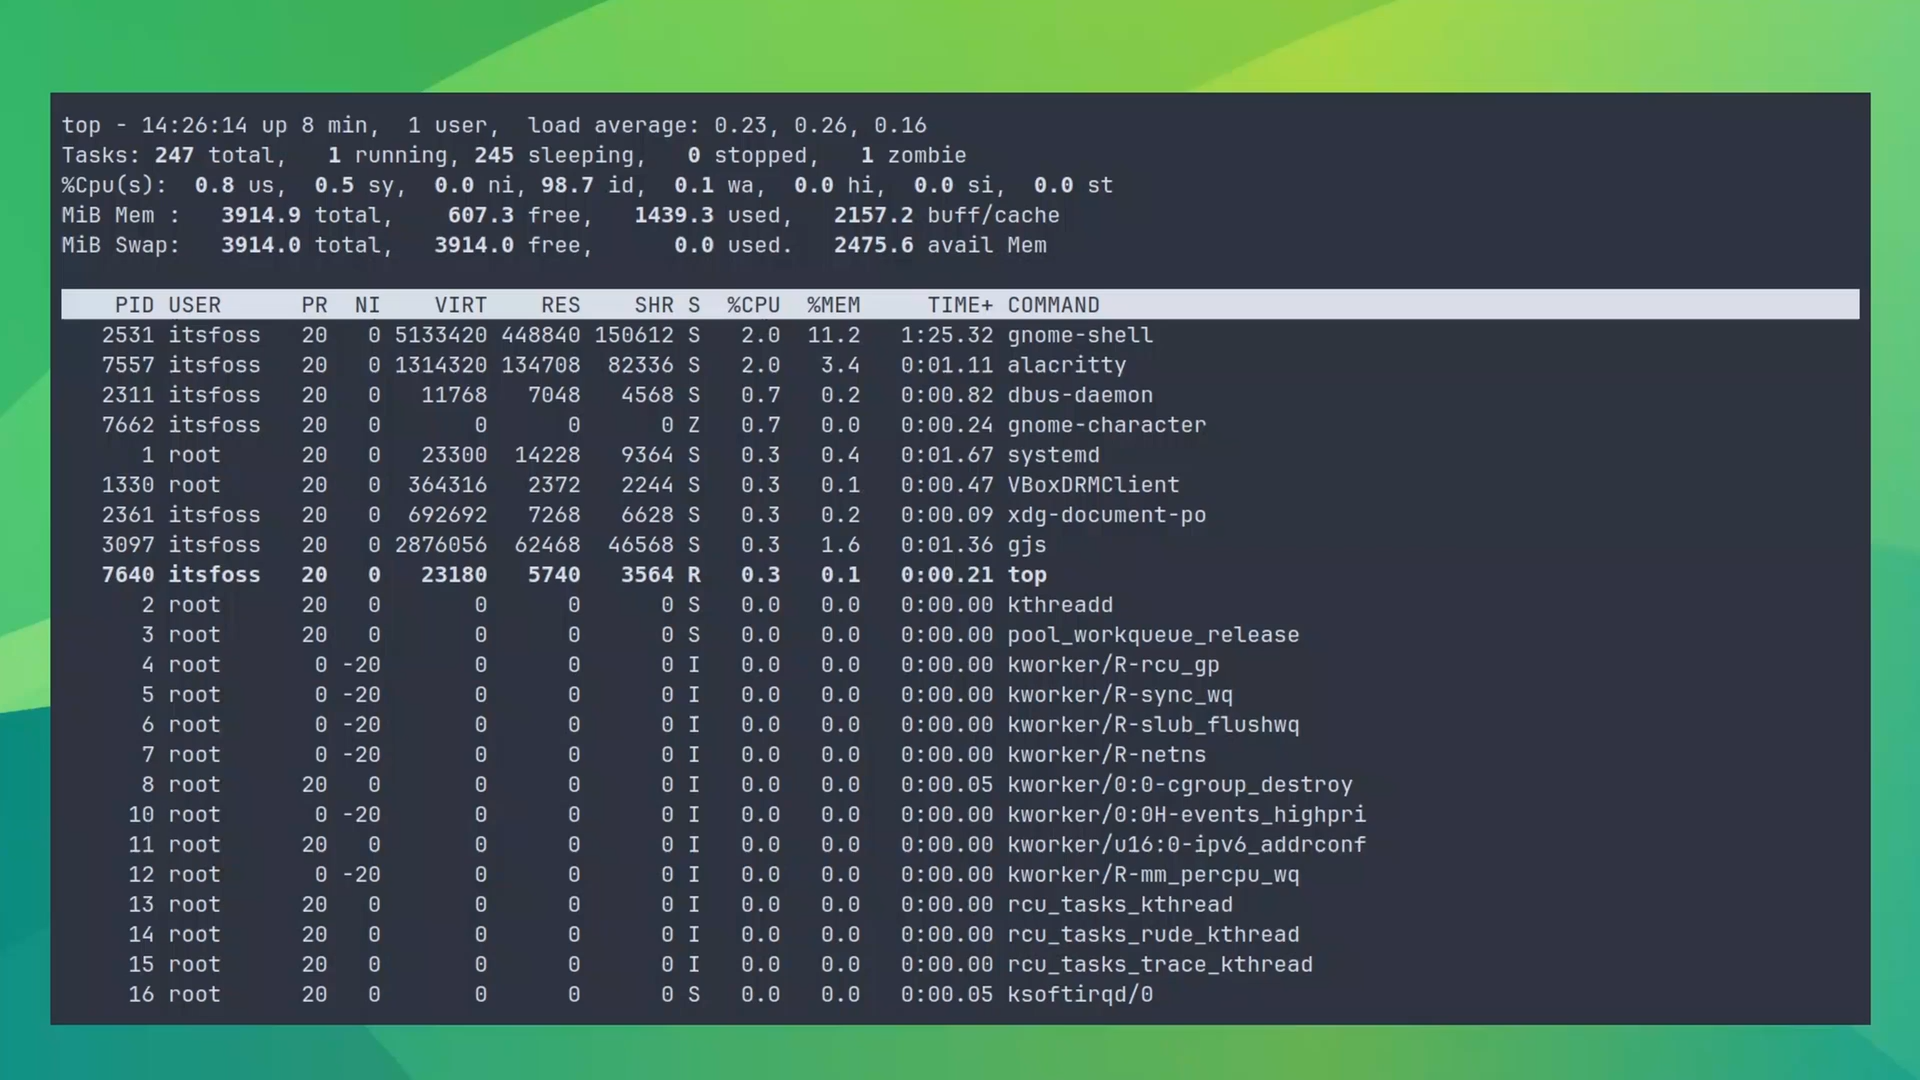 top - 14:26:14 up 8 min,  1 user,  load average: 0.23, 0.26, 0.16
Tasks: 247 total,   1 running, 245 sleeping,   0 stopped,   1 zombie
%Cpu(s):  0.8 us,  0.5 sy,  0.0 ni, 98.7 id,  0.1 wa,  0.0 hi,  0.0 si,  0.0 st
MiB Mem :   3914.9 total,    607.3 free,   1439.3 used,   2157.2 buff/cache
MiB Swap:   3914.0 total,   3914.0 free,      0.0 used.   2475.6 avail Mem
PID USER      PR  NI    VIRT    RES    SHR S  %CPU  %MEM     TIME+ COMMAND
2531 itsfoss   20   0 5133420 448840 150612 S   2.0  11.2   1:25.32 gnome-shell
7557 itsfoss   20   0 1314320 134708  82336 S   2.0   3.4   0:01.11 alacritty
2311 itsfoss   20   0   11768   7048   4568 S   0.7   0.2   0:00.82 dbus-daemon
7662 itsfoss   20   0       0      0      0 Z   0.7   0.0   0:00.24 gnome-character
1 root      20   0   23300  14228   9364 S   0.3   0.4   0:01.67 systemd
1330 root      20   0  364316   2372   2244 S   0.3   0.1   0:00.47 VBoxDRMClient
2361 itsfoss   20   0  692692   7268   6628 S   0.3   0.2   0:00.09 xdg-document-po
3097 itsfoss   20   0 2876056  62468  46568 S   0.3   1.6   0:01.36 gjs
7640 itsfoss   20   0   23180   5740   3564 R   0.3   0.1   0:00.21 top
2 root      20   0       0      0      0 S   0.0   0.0   0:00.00 kthreadd
3 root      20   0       0      0      0 S   0.0   0.0   0:00.00 pool_workqueue_release
4 root       0 -20       0      0      0 I   0.0   0.0   0:00.00 kworker/R-rcu_gp
5 root       0 -20       0      0      0 I   0.0   0.0   0:00.00 kworker/R-sync_wq
6 root       0 -20       0      0      0 I   0.0   0.0   0:00.00 kworker/R-slub_flushwq
7 root       0 -20       0      0      0 I   0.0   0.0   0:00.00 kworker/R-netns
8 root      20   0       0      0      0 I   0.0   0.0   0:00.05 kworker/0:0-cgroup_destroy
10 root       0 -20       0      0      0 I   0.0   0.0   0:00.00 kworker/0:0H-events_highpri
11 root      20   0       0      0      0 I   0.0   0.0   0:00.00 kworker/u16:0-ipv6_addrconf
12 root       0 -20       0      0      0 I   0.0   0.0   0:00.00 kworker/R-mm_percpu_wq
13 root      20   0       0      0      0 I   0.0   0.0   0:00.00 rcu_tasks_kthread
14 root      20   0       0      0      0 I   0.0   0.0   0:00.00 rcu_tasks_rude_kthread
15 root      20   0       0      0      0 I   0.0   0.0   0:00.00 rcu_tasks_trace_kthread
16 root      20   0       0      0      0 S   0.0   0.0   0:00.05 ksoftirqd/0